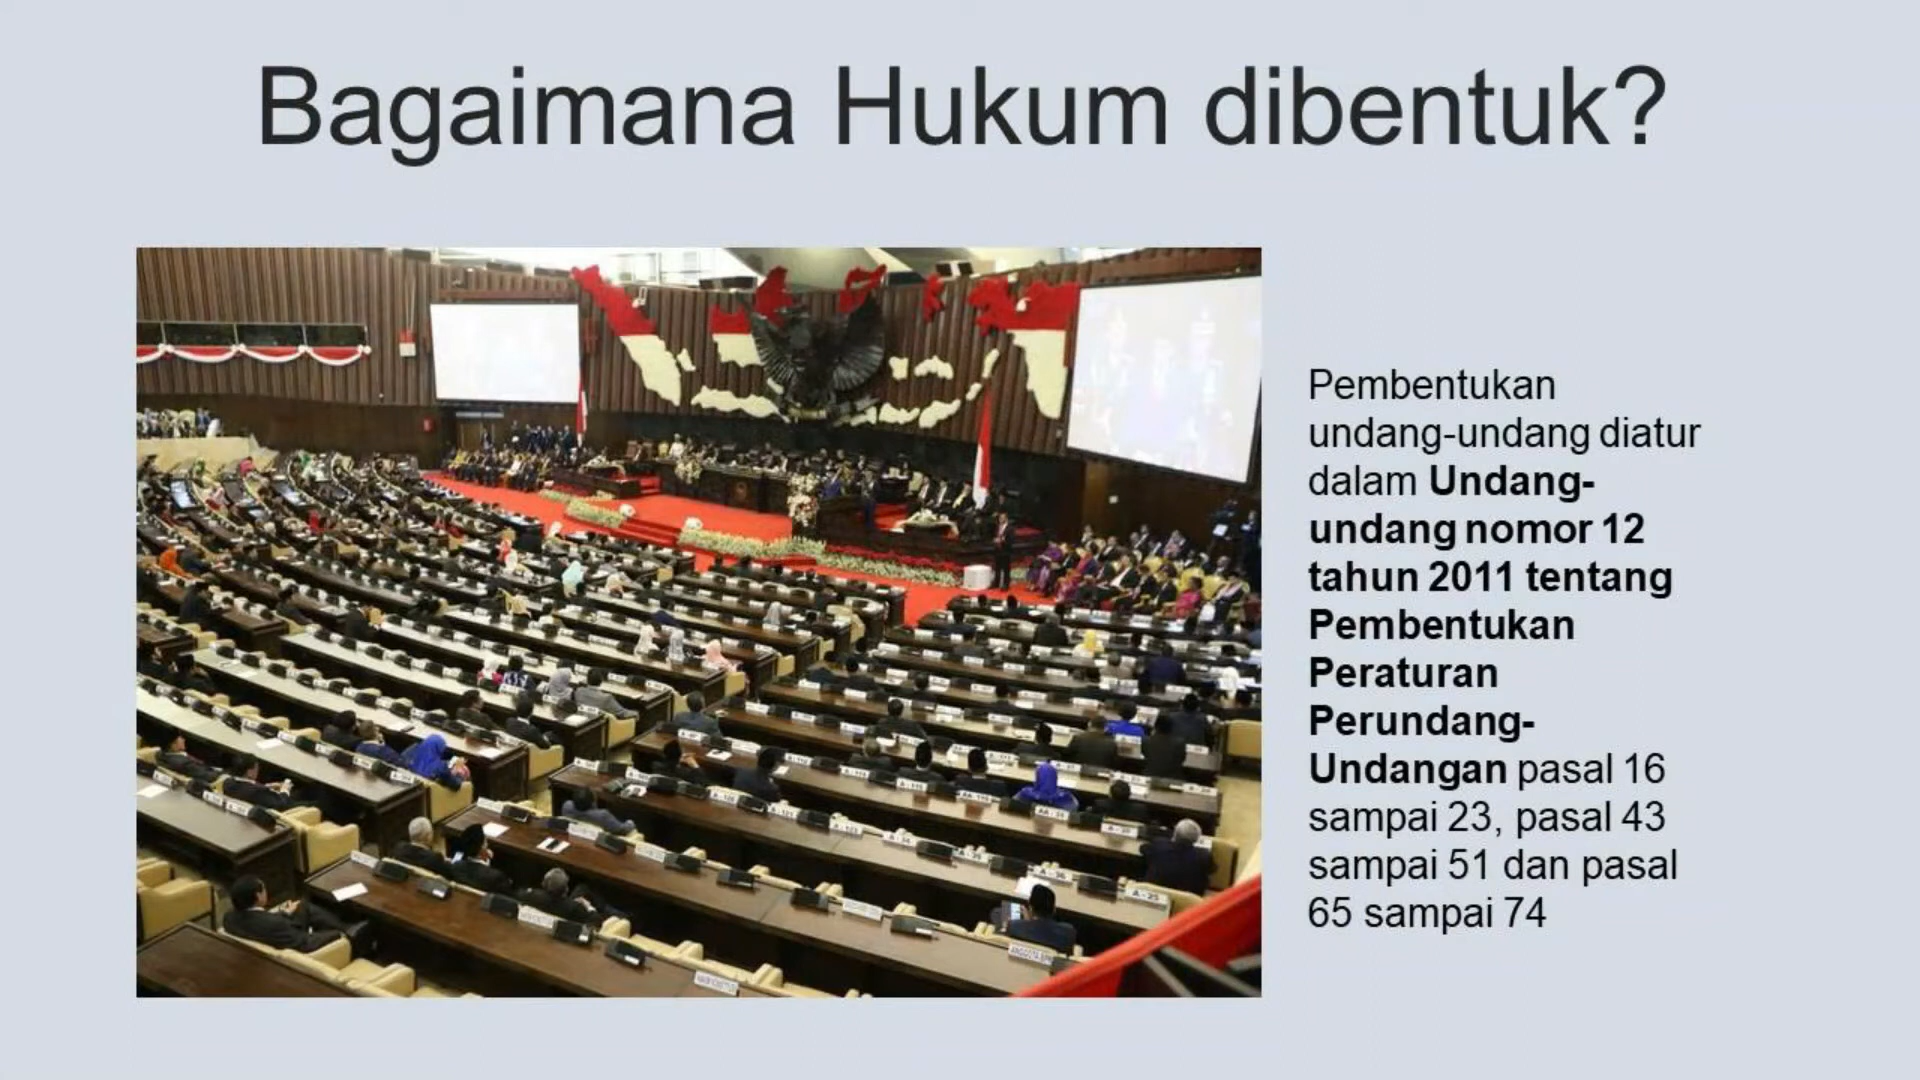 Bagaimana Hukum dibentuk?
Pembentukan
undang-undang diatur
dalam Undang-
undang nomor 12
tahun 2011 tentang
Pembentukan
Peraturan
Perundang-
Undangan pasal 16
sampai 23, pasal 43
sampai 51 dan pasal
65 sampai 74